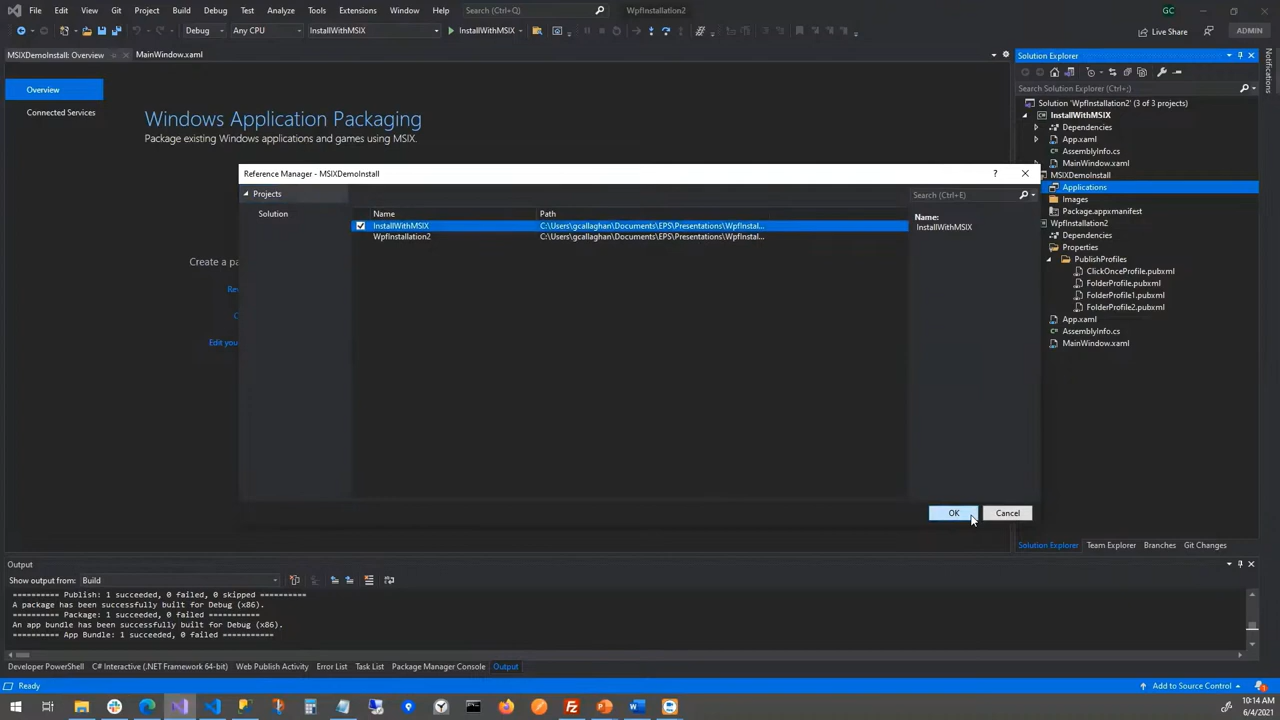 File Edit View Git Project Build Debug Test Analyze Tools Extensions Window Help Search (Ctrl+Q) WpfInstallation2 GC
Debug Any CPU InstallWithMSIX InstallWithMSIX Live Share ADMIN
MSIXDemoInstall: Overview MainWindow.xaml
Overview
Connected Services
Windows Application Packaging
Package existing Windows applications and games using MSIX.
Create a pa
Res
Edit you
Reference Manager - MSIXDemoInstall
Projects
Solution
Search (Ctrl+E)
Name Path
InstallWithMSIX C:\Users\gcallaghan\Documents\EPS\Presentations\WpfInstal...
WpfInstallation2 C:\Users\gcallaghan\Documents\EPS\Presentations\WpfInstal...
Name:
InstallWithMSIX
OK Cancel
Solution Explorer
Search Solution Explorer (Ctrl+;)
Solution 'WpfInstallation2' (3 of 3 projects)
InstallWithMSIX
Dependencies
App.xaml
AssemblyInfo.cs
MainWindow.xaml
MSIXDemoInstall
Applications
Images
Package.appxmanifest
WpfInstallation2
Dependencies
Properties
PublishProfiles
ClickOnceProfile.pubxml
FolderProfile.pubxml
FolderProfile1.pubxml
FolderProfile2.pubxml
App.xaml
AssemblyInfo.cs
MainWindow.xaml
Solution Explorer Team Explorer Branches Git Changes
Notifications
Output
Show output from: Build
========== Publish: 1 succeeded, 0 failed, 0 skipped ==========
A package has been successfully built for Debug (x86).
========== Package: 1 succeeded, 0 failed ===========
An app bundle has been successfully built for Debug (x86).
========== App Bundle: 1 succeeded, 0 failed ===========
Developer PowerShell C# Interactive (.NET Framework 64-bit) Web Publish Activity Error List Task List Package Manager Console Output
Ready Add to Source Control
10:14 AM
6/4/2021